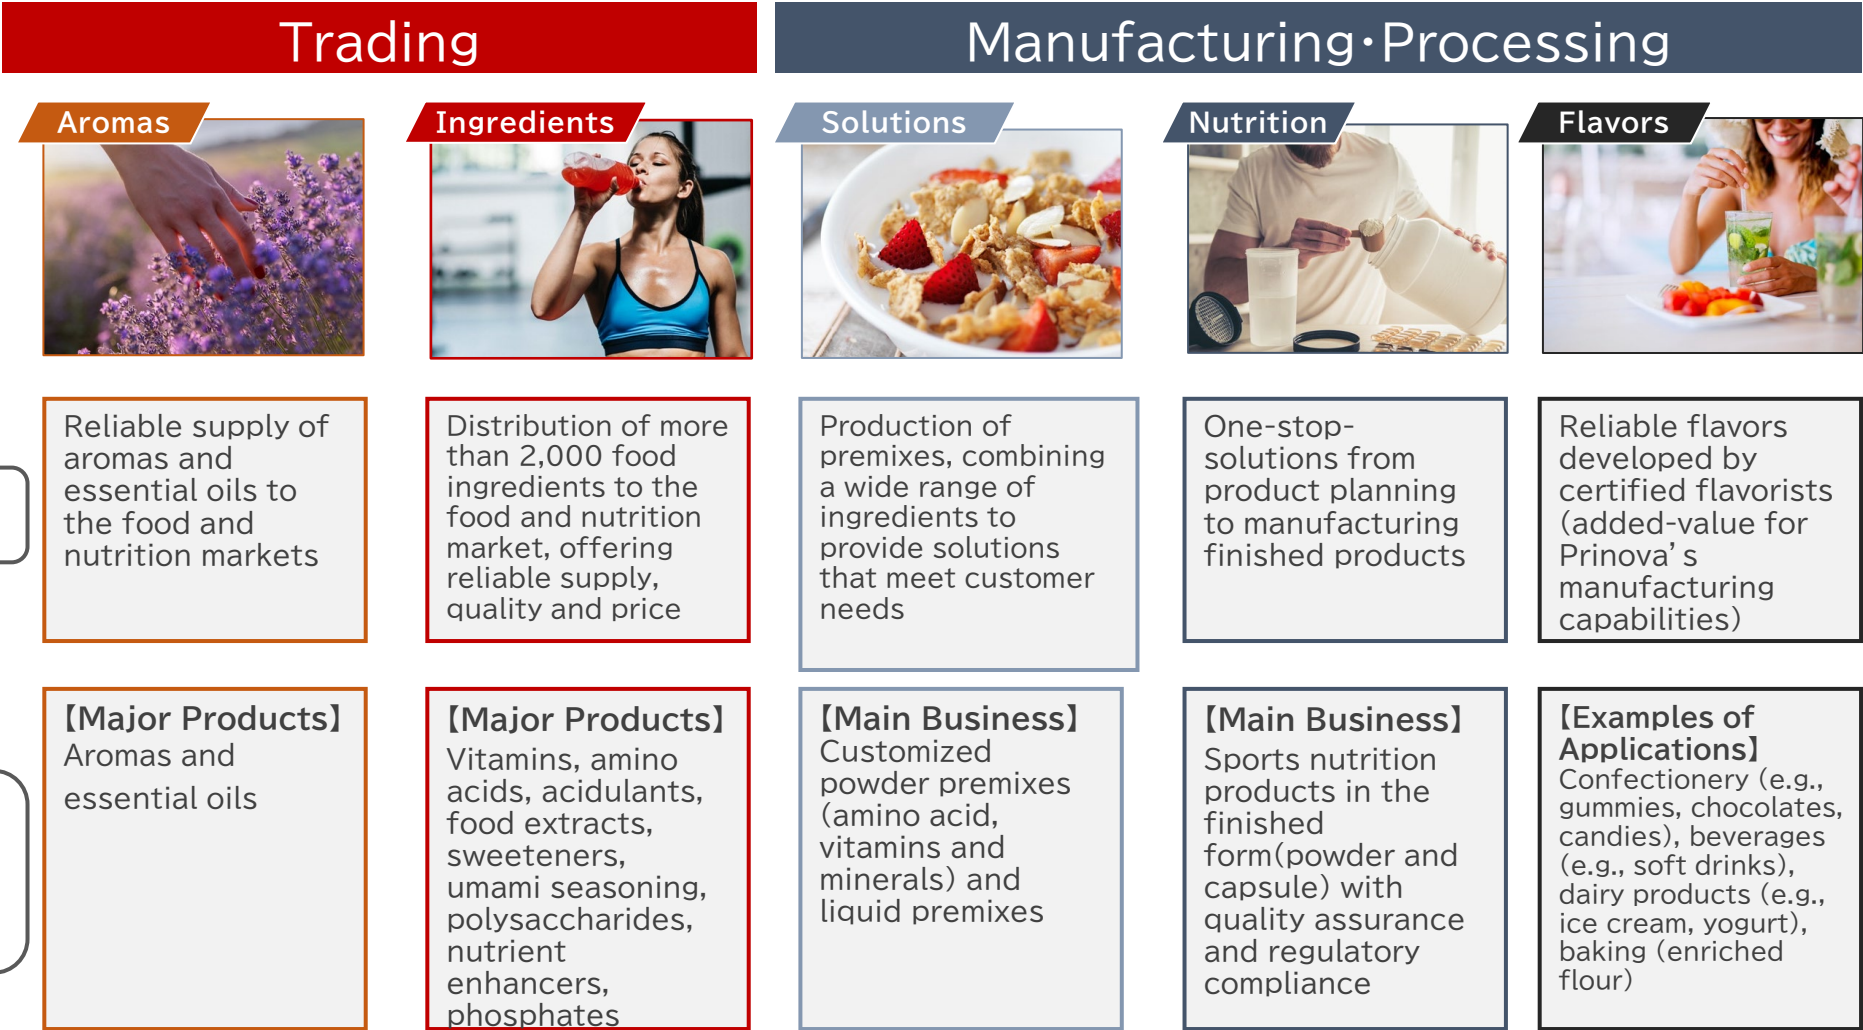 Trading
Manufacturing・Processing
Aromas
Ingredients
Solutions
Nutrition
Flavors
Reliable supply of
aromas and
essential oils to
the food and
nutrition markets
Distribution of more
than 2,000 food
ingredients to the
food and nutrition
market, offering
reliable supply,
quality and price
Production of
premixes, combining
a wide range of
ingredients to
provide solutions
that meet customer
needs
One-stop-
solutions from
product planning
to manufacturing
finished products
Reliable flavors
developed by
certified flavorists
(added-value for
Prinova’s
manufacturing
capabilities)
【Major Products】
Aromas and
essential oils
【Major Products】
Vitamins, amino
acids, acidulants,
food extracts,
sweeteners,
umami seasoning,
polysaccharides,
nutrient
enhancers,
phosphates
【Main Business】
Customized
powder premixes
(amino acid,
vitamins and
minerals) and
liquid premixes
【Main Business】
Sports nutrition
products in the
finished
form(powder and
capsule) with
quality assurance
and regulatory
compliance
【Examples of
Applications】
Confectionery (e.g.,
gummies, chocolates,
candies), beverages
(e.g., soft drinks),
dairy products (e.g.,
ice cream, yogurt),
baking (enriched
flour)